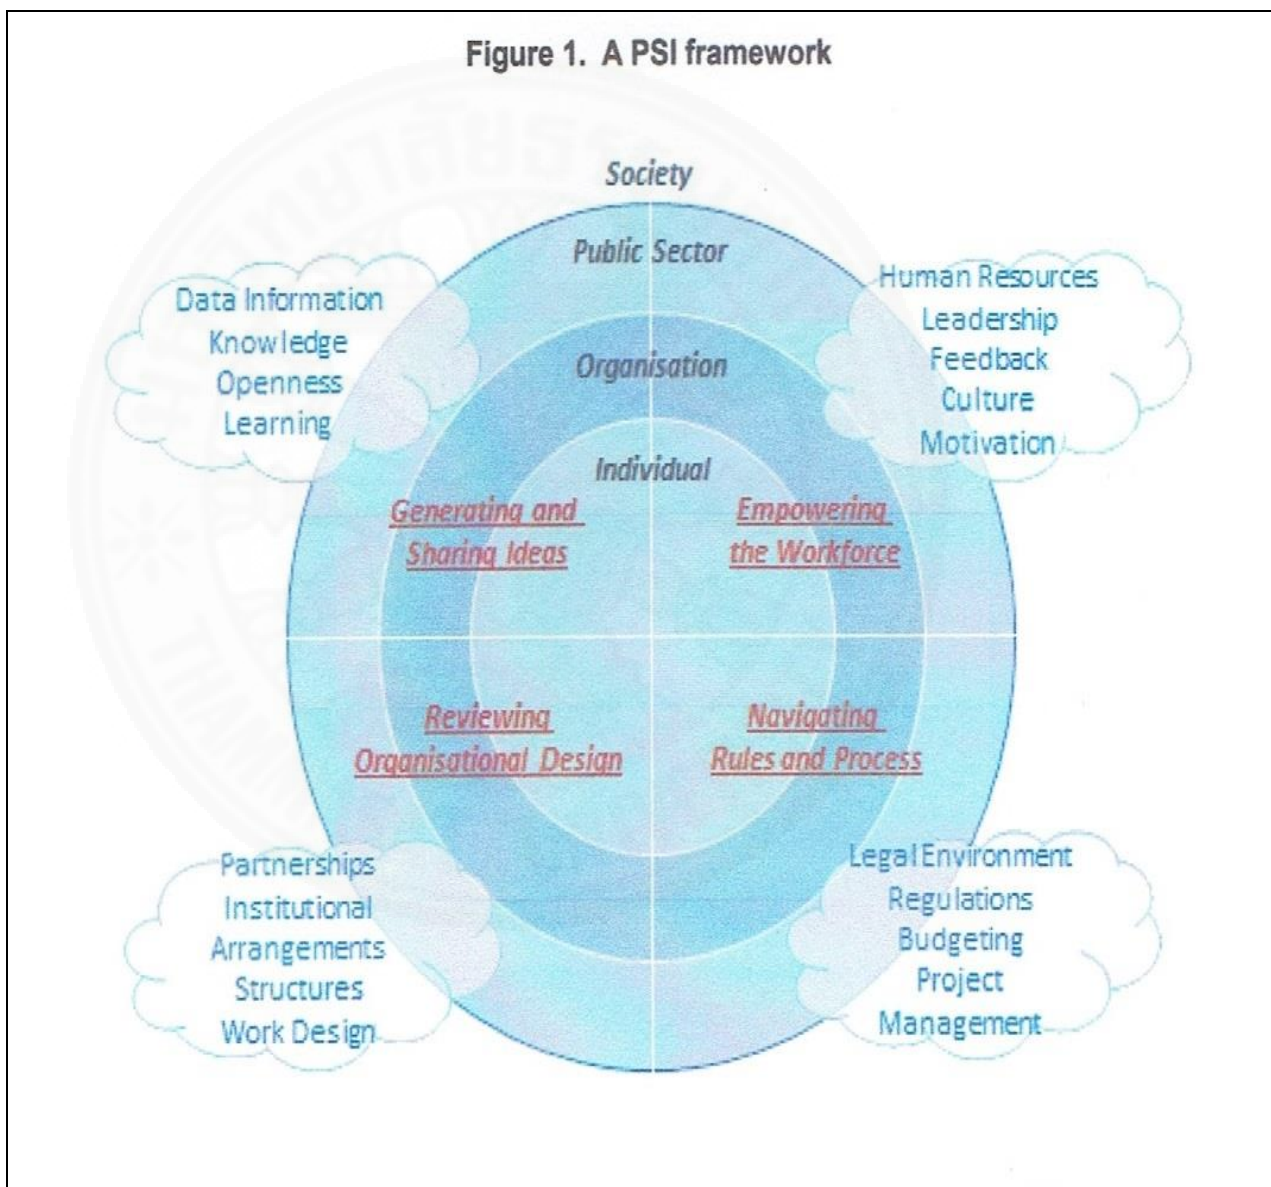 Figure 1. A PSI framework
Society
Public Sector
Organisation
Individual
Data Information
Knowledge
Openness
Learning
Human Resources
Leadership
Feedback
Culture
Motivation
Generating and
Sharing Ideas
Empowering
the Workforce
Reviewing
Organisational Design
Navigating
Rules and Process
Partnerships
Institutional
Arrangements
Structures
Work Design
Legal Environment
Regulations
Budgeting
Project
Management